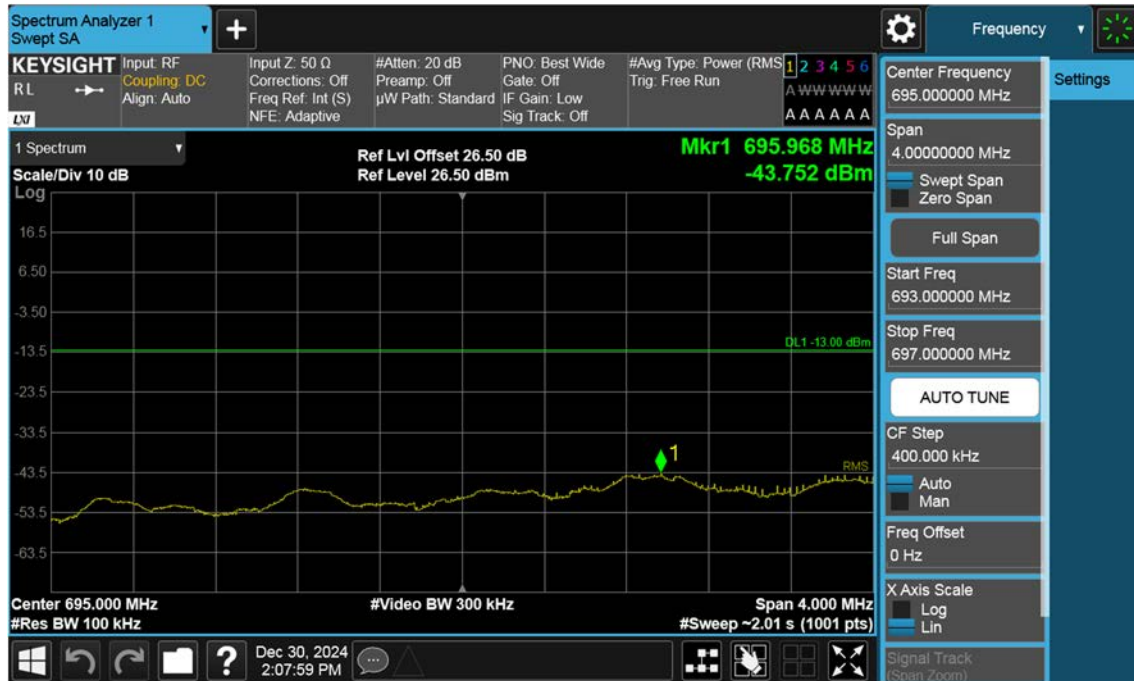 Spectrum Analyzer 1
Swept SA
Frequency
KEYSIGHT
RL
LXI
Input: RF
Coupling: DC
Align: Auto
Input Z: 50 Ω
Corrections: Off
Freq Ref: Int (S)
NFE: Adaptive
#Atten: 20 dB
Preamp: Off
µW Path: Standard
PNO: Best Wide
Gate: Off
IF Gain: Low
Sig Track: Off
#Avg Type: Power (RMS
Trig: Free Run
1 2 3 4 5 6
A W W W W W
A A A A A A
1 Spectrum
Scale/Div 10 dB
Log
Ref Lvl Offset 26.50 dB
Ref Level 26.50 dBm
Mkr1 695.968 MHz
-43.752 dBm
16.5
6.50
-3.50
-13.5
-23.5
-33.5
-43.5
-53.5
-63.5
DL1 -13.00 dBm
1
RMS
Center 695.000 MHz
#Res BW 100 kHz
#Video BW 300 kHz
Span 4.000 MHz
#Sweep ~2.01 s (1001 pts)
Dec 30, 2024
2:07:59 PM
Center Frequency
695.000000 MHz
Span
4.00000000 MHz
Swept Span
Zero Span
Full Span
Start Freq
693.000000 MHz
Stop Freq
697.000000 MHz
AUTO TUNE
CF Step
400.000 kHz
Auto
Man
Freq Offset
0 Hz
X Axis Scale
Log
Lin
Signal Track
(Span Zoom)
Settings